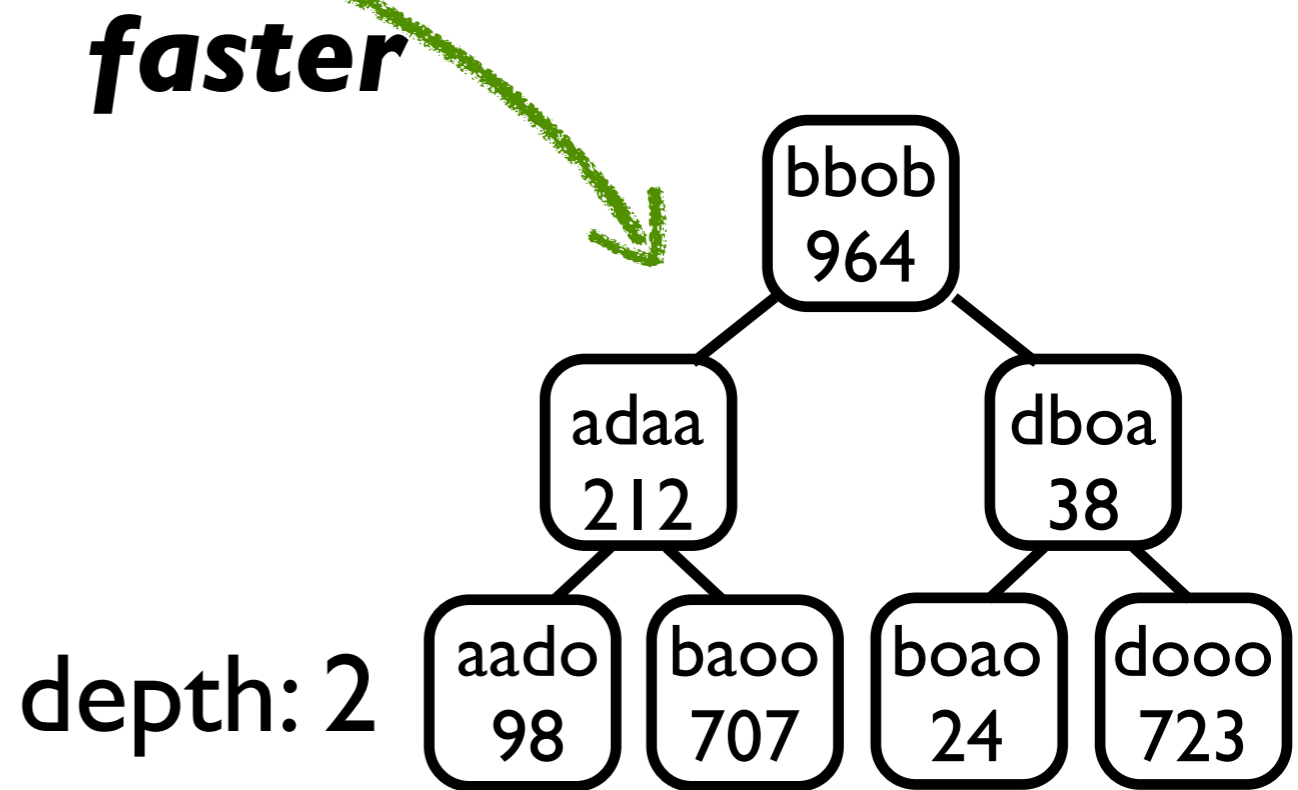 faster
bbob
964
adaa
212
dboa
38
depth: 2
aado
98
baoo
707
boao
24
dooo
723